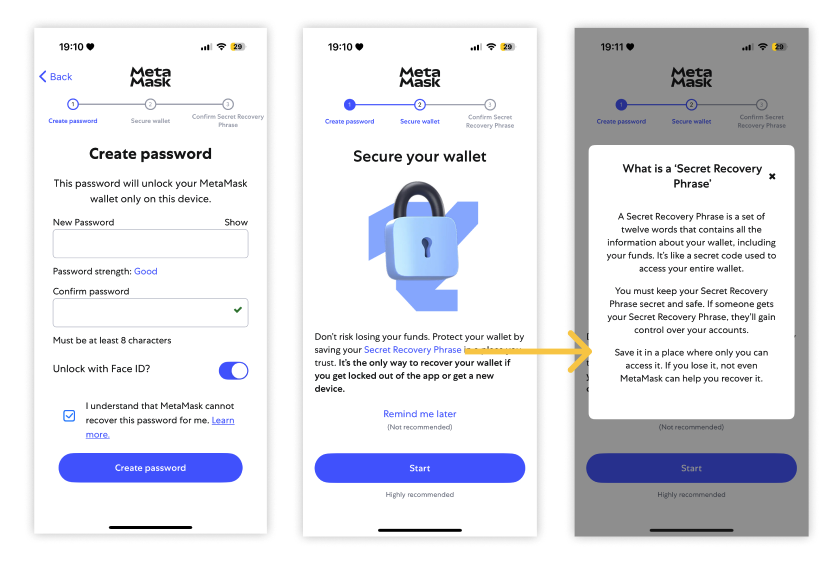 19:10
29
Back
Meta
Mask
1
2
3
Create password
Secure wallet
Confirm Secret Recovery
Phrase
Create password
This password will unlock your MetaMask
wallet only on this device.
New Password
Show
Password strength: Good
Confirm password
Must be at least 8 characters
Unlock with Face ID?
I understand that MetaMask cannot
recover this password for me. Learn
more.
Create password
19:10
29
Meta
Mask
1
2
3
Create password
Secure wallet
Confirm Secret
Recovery Phrase
Secure your wallet
Don't risk losing your funds. Protect your wallet by
saving your Secret Recovery Phrase in a place you
trust. It's the only way to recover your wallet if
you get locked out of the app or get a new
device.
Remind me later
(Not recommended)
Start
Highly recommended
19:11
29
Meta
Mask
1
2
3
Create password
Secure wallet
Confirm Secret
Recovery Phrase
What is a 'Secret Recovery
Phrase'
A Secret Recovery Phrase is a set of
twelve words that contains all the
information about your wallet, including
your funds. It's like a secret code used to
access your entire wallet.
You must keep your Secret Recovery
Phrase secret and safe. If someone gets
your Secret Recovery Phrase, they'll gain
control over your accounts.
Save it in a place where only you can
access it. If you lose it, not even
MetaMask can help you recover it.
(Not recommended)
Start
Highly recommended